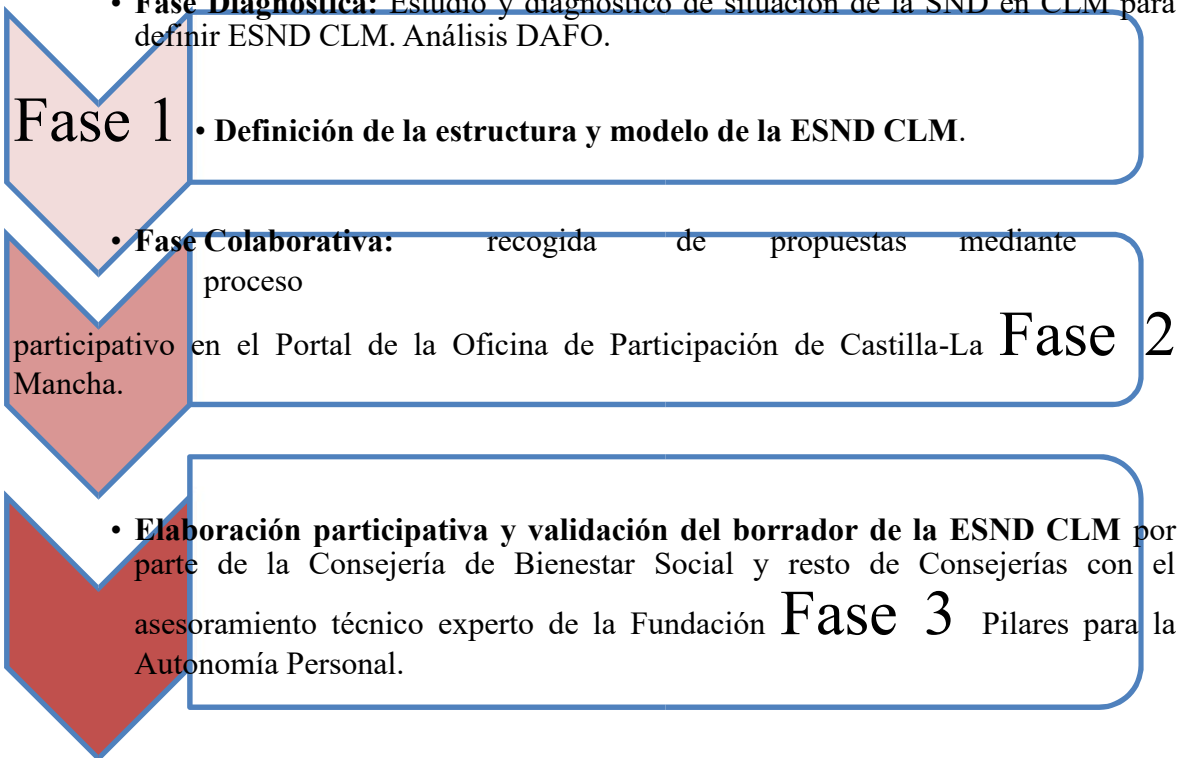 • Fase Diagnóstica: Estudio y diagnóstico de situación de la SND en CLM para
definir ESND CLM. Análisis DAFO.
Fase 1 • Definición de la estructura y modelo de la ESND CLM.
• Fase Colaborativa: recogida de propuestas mediante
proceso
participativo en el Portal de la Oficina de Participación de Castilla-La Fase 2
Mancha.
• Elaboración participativa y validación del borrador de la ESND CLM por
parte de la Consejería de Bienestar Social y resto de Consejerías con el
asesoramiento técnico experto de la Fundación Fase 3 Pilares para la
Autonomía Personal.